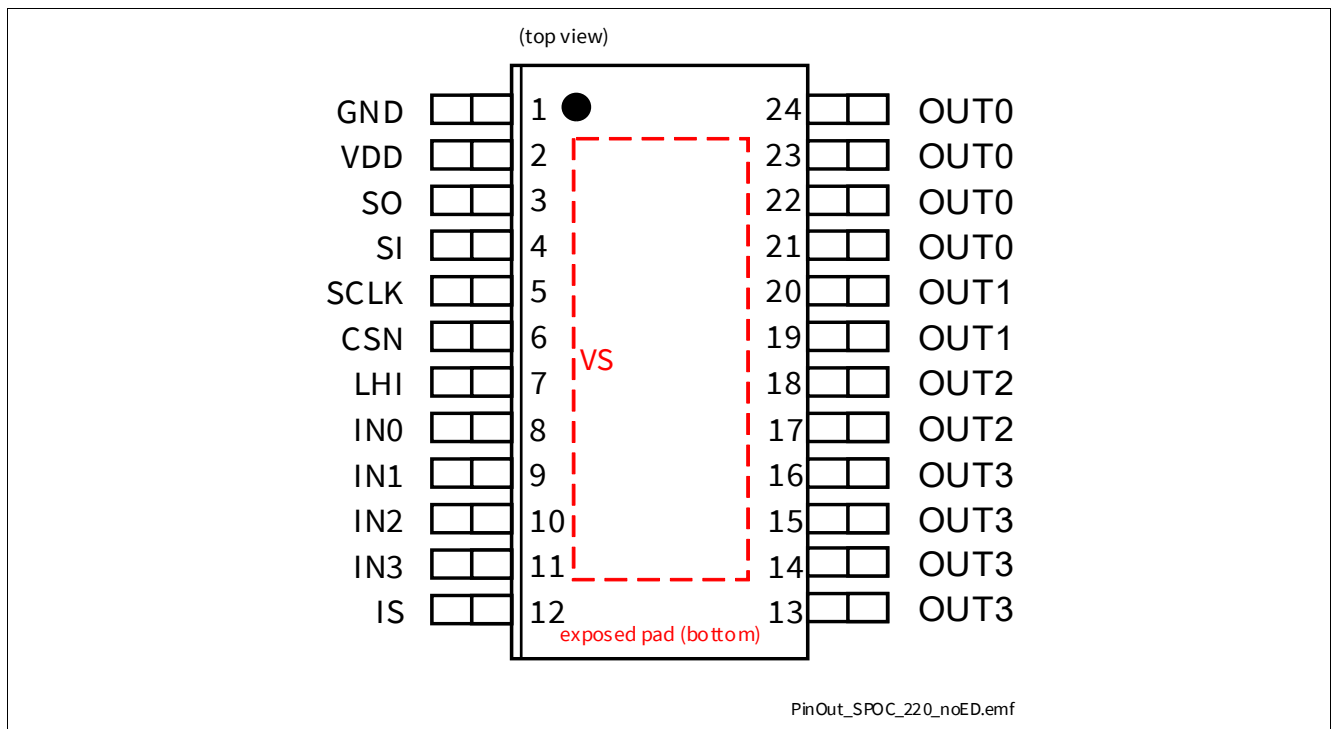 (top view)
GND 1 24 OUT0
VDD 2 23 OUT0
SO 3 22 OUT0
SI 4 21 OUT0
SCLK 5 20 OUT1
CSN 6 19 OUT1
VS
LHI 7 18 OUT2
IN0 8 17 OUT2
IN1 9 16 OUT3
IN2 10 15 OUT3
IN3 11 14 OUT3
IS 12 13 OUT3
exposed pad (bottom)
PinOut_SPOC_220_noED.emf